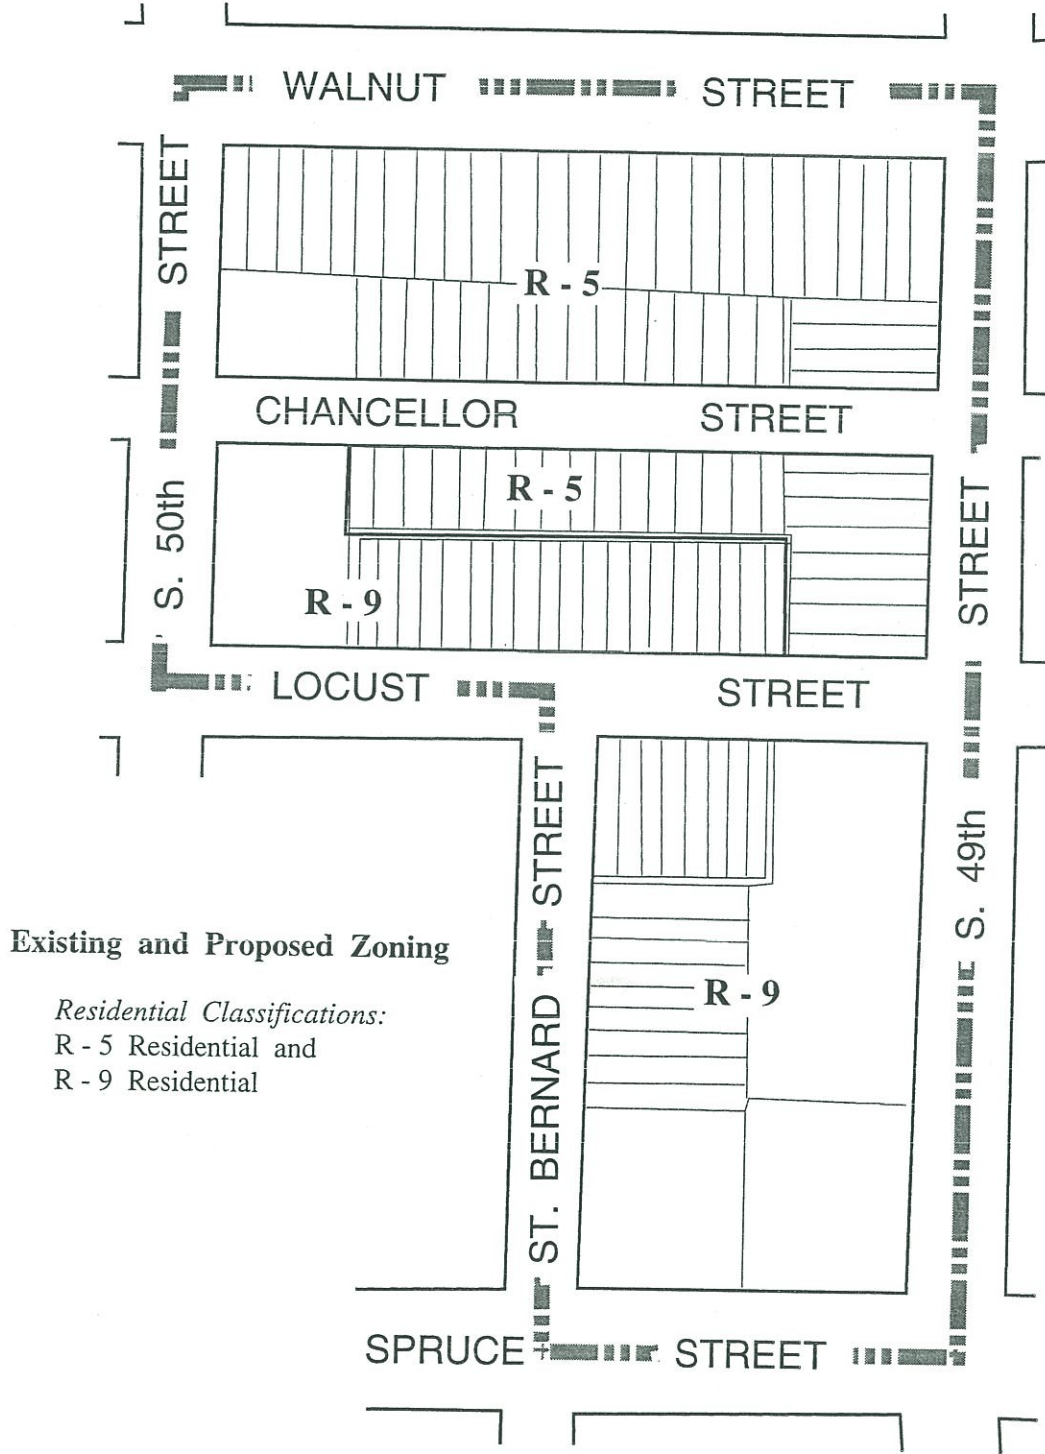 WALNUT STREET
STREET
R - 5
CHANCELLOR STREET
R - 5
S. 50th
STREET
R - 9
LOCUST STREET
STREET
S. 49th
Existing and Proposed Zoning
R - 9
Residential Classifications:
R - 5 Residential and
R - 9 Residential
ST. BERNARD
SPRUCE STREET